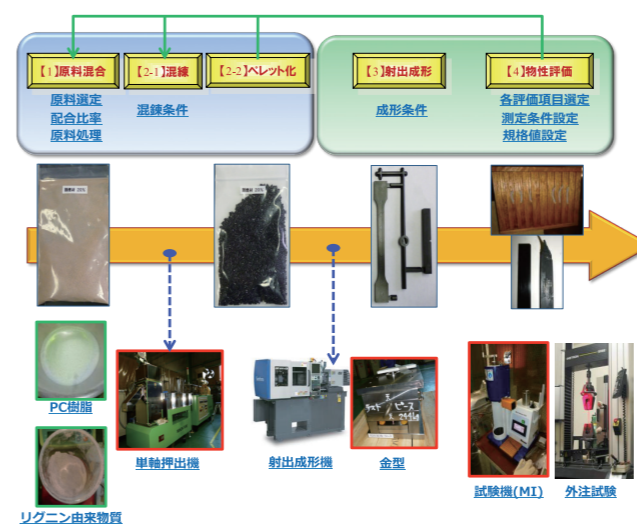 【1】原料混合
【2-1】混練
【2-2】ペレット化
【3】射出成形
【4】物性評価
原料選定
配合比率
原料処理
混錬条件
成形条件
各評価項目選定
測定条件設定
規格値設定
PC樹脂
リグニン由来物質
単軸押出機
射出成形機
金型
ピース
試験機(MI)
外注試験